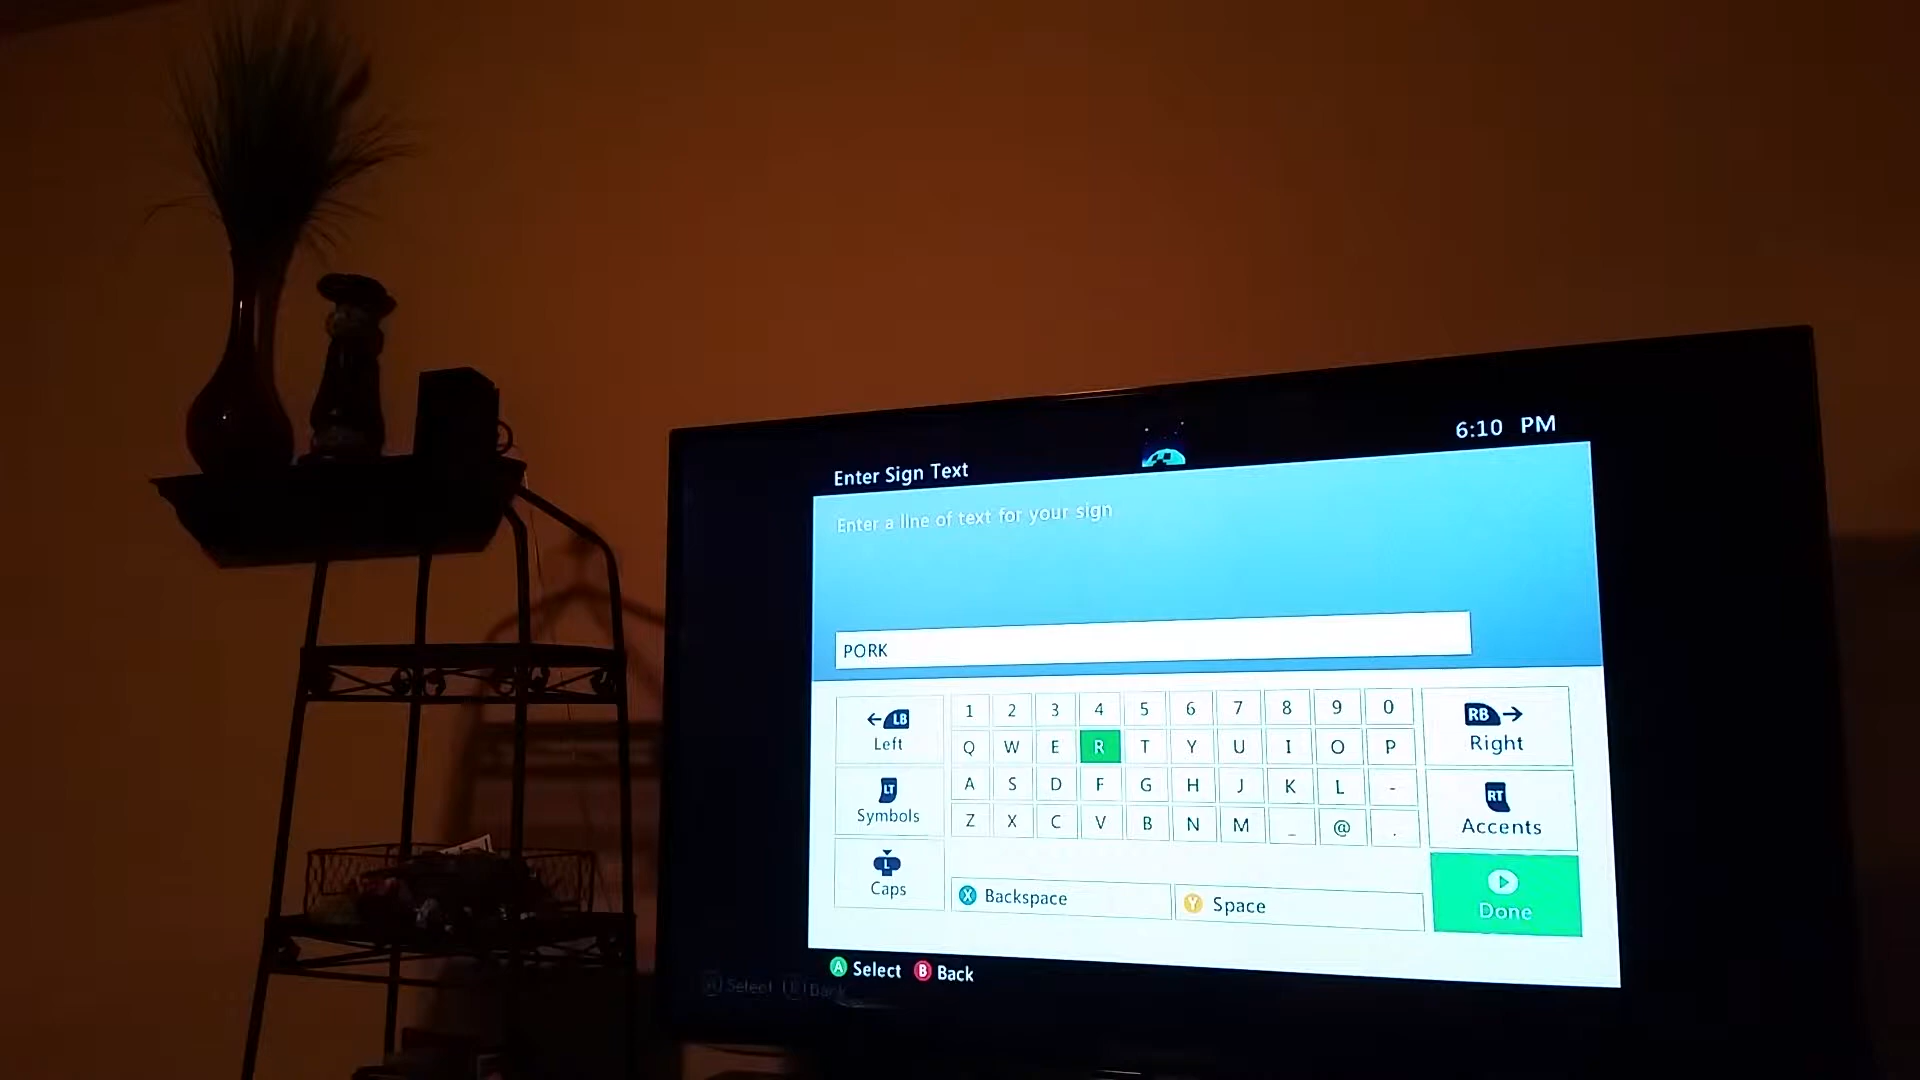 6:10 PM
Enter Sign Text
Enter a line of text for your sign
PORK
LB
Left
1 2 3 4 5 6 7 8 9 0
RB
Right
Q W E R T Y U I O P
LT
Symbols
A S D F G H J K L -
RT
Accents
Z X C V B N M _ @ .
L
Caps
X Backspace
Y Space
Done
A Select B Back
Select Back